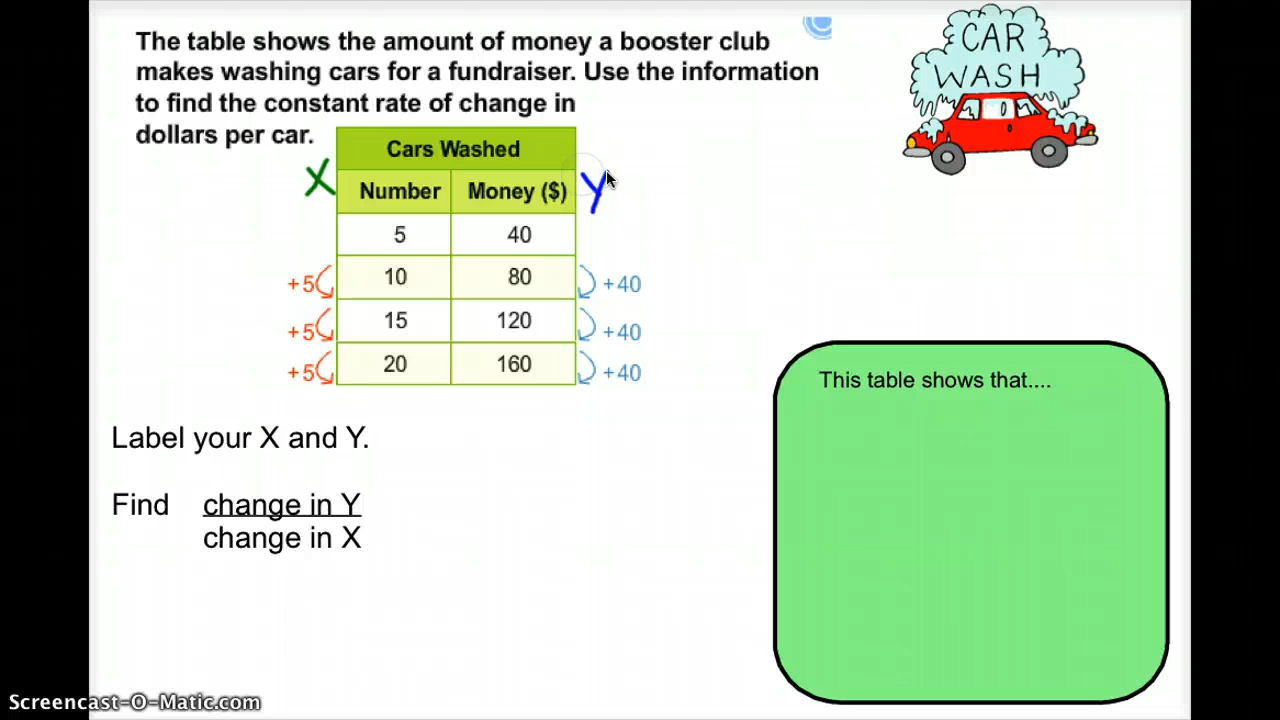 The table shows the amount of money a booster club
makes washing cars for a fundraiser. Use the information
to find the constant rate of change in
dollars per car.
CAR
WASH
Cars Washed
X Number Money ($) Y
5 40
+5 10 80 +40
+5 15 120 +40
+5 20 160 +40
This table shows that....
Label your X and Y.
Find change in Y
change in X
Screencast-O-Matic.com